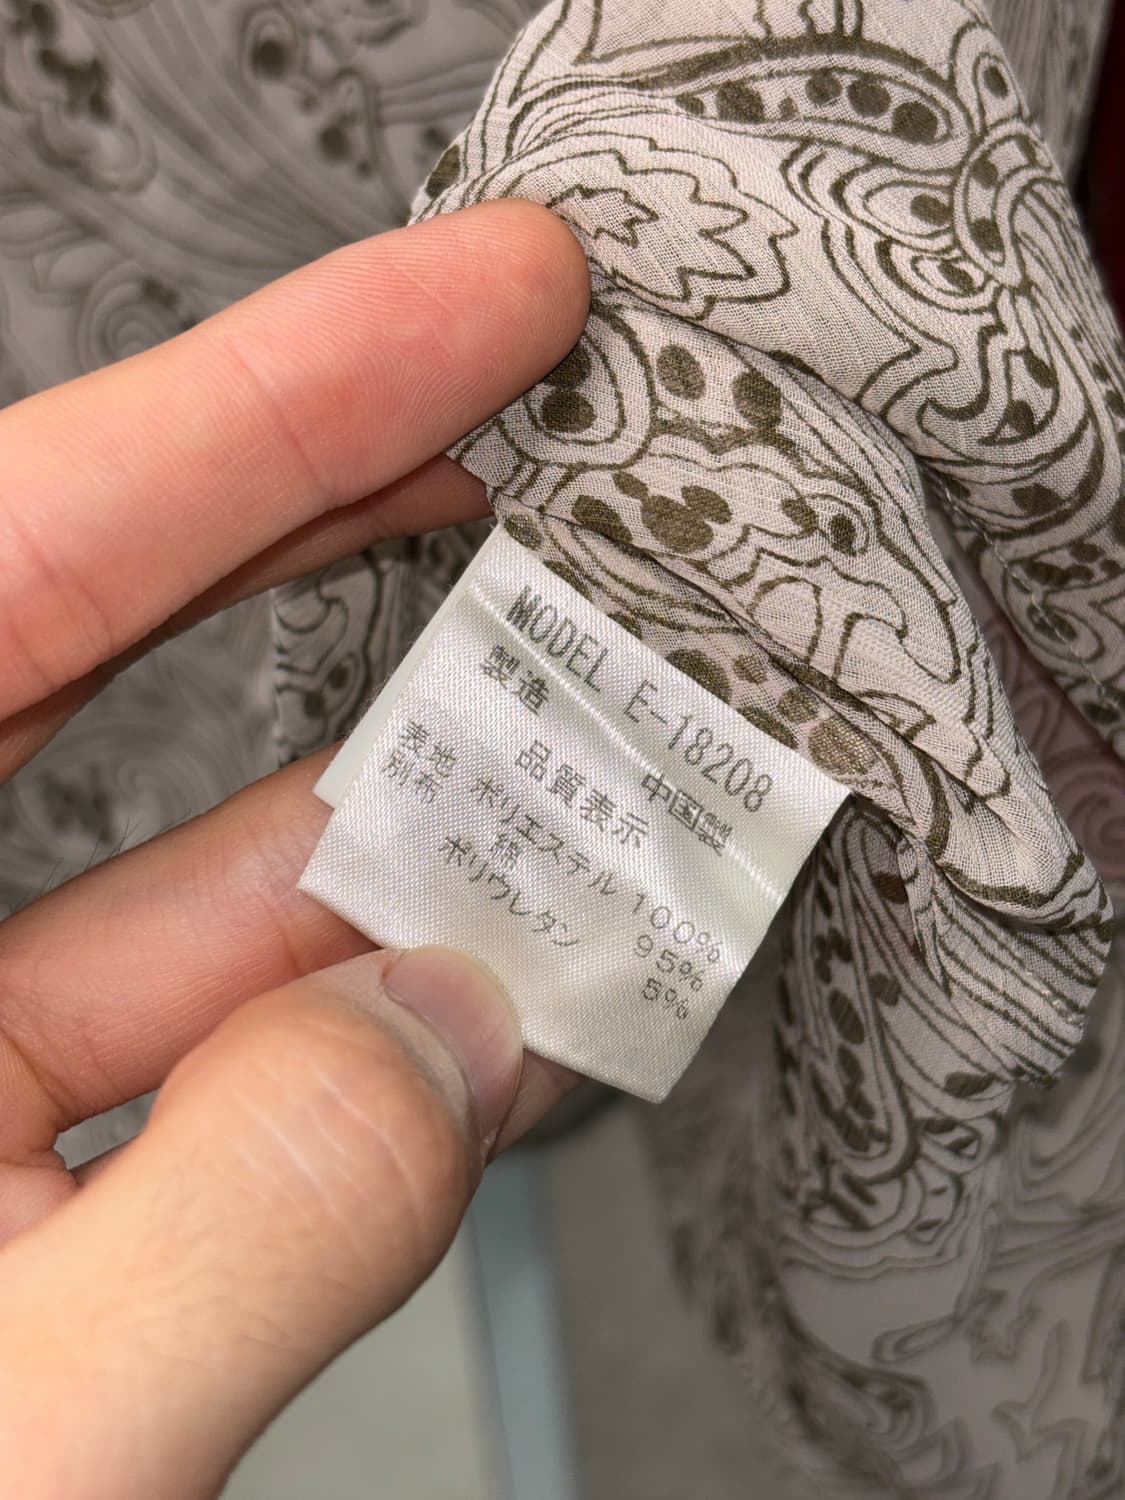 MODEL E-18208
製造 中国製
品質表示
表地 ポリエステル 100%
別布 綿 95%
ポリウレタン 5%